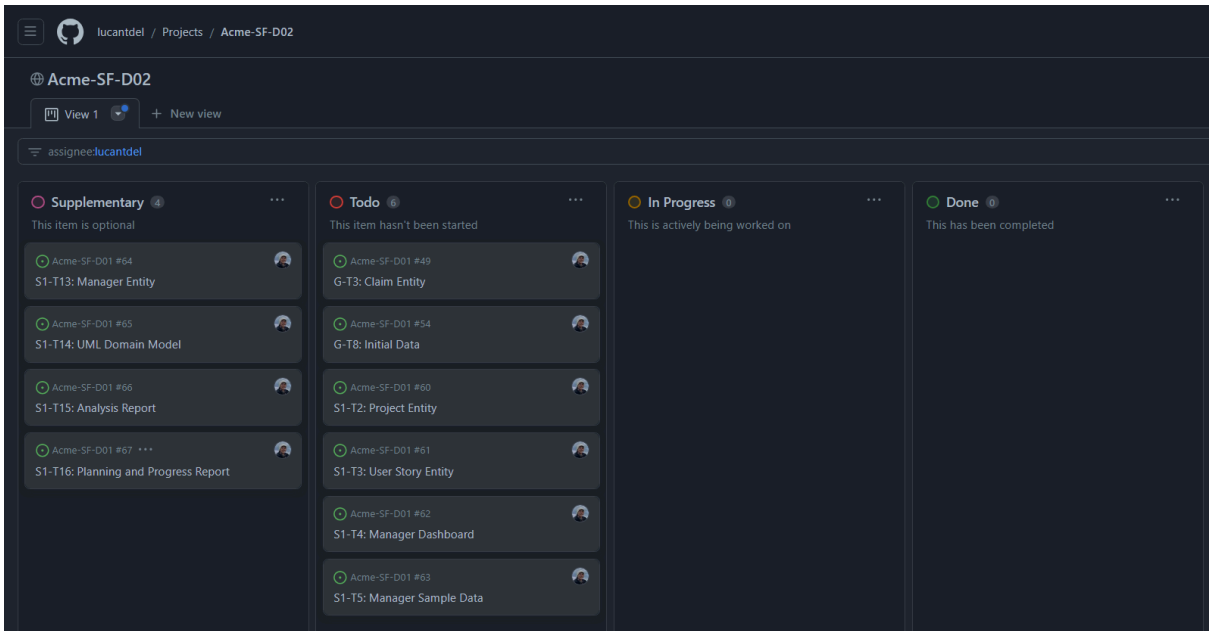 lucantdel / Projects / Acme-SF-D02
Acme-SF-D02
View 1
+ New view
assignee:lucantdel
Supplementary 4 ...
This item is optional
Acme-SF-D01 #64
S1-T13: Manager Entity
Acme-SF-D01 #65
S1-T14: UML Domain Model
Acme-SF-D01 #66
S1-T15: Analysis Report
Acme-SF-D01 #67 ...
S1-T16: Planning and Progress Report
Todo 6 ...
This item hasn't been started
Acme-SF-D01 #49
G-T3: Claim Entity
Acme-SF-D01 #54
G-T8: Initial Data
Acme-SF-D01 #60
S1-T2: Project Entity
Acme-SF-D01 #61
S1-T3: User Story Entity
Acme-SF-D01 #62
S1-T4: Manager Dashboard
Acme-SF-D01 #63
S1-T5: Manager Sample Data
In Progress 0 ...
This is actively being worked on
Done 0 ...
This has been completed